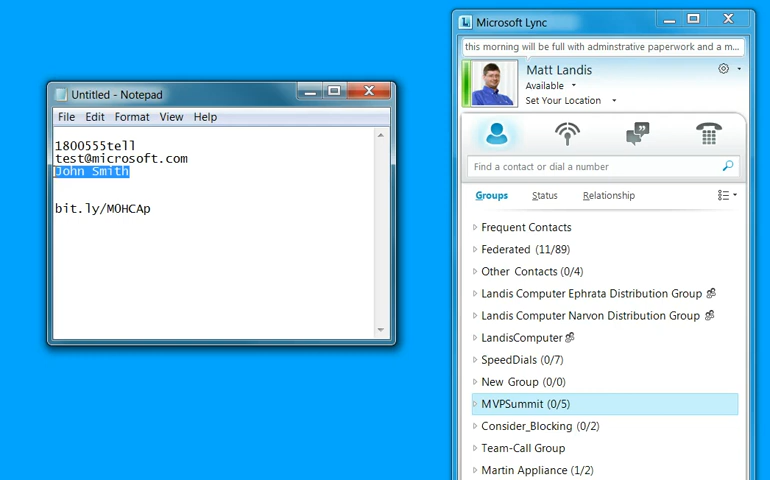 Untitled - Notepad
File Edit Format View Help
1800555tell
test@microsoft.com
John Smith
bit.ly/MOHCAp
Microsoft Lync
this morning will be full with adminstrative paperwork and a m...
Matt Landis
Available
Set Your Location
Find a contact or dial a number
Groups Status Relationship
Frequent Contacts
Federated (11/89)
Other Contacts (0/4)
Landis Computer Ephrata Distribution Group
Landis Computer Narvon Distribution Group
LandisComputer
SpeedDials (0/7)
New Group (0/0)
MVPSummit (0/5)
Consider_Blocking (0/2)
Team-Call Group
Martin Appliance (1/2)